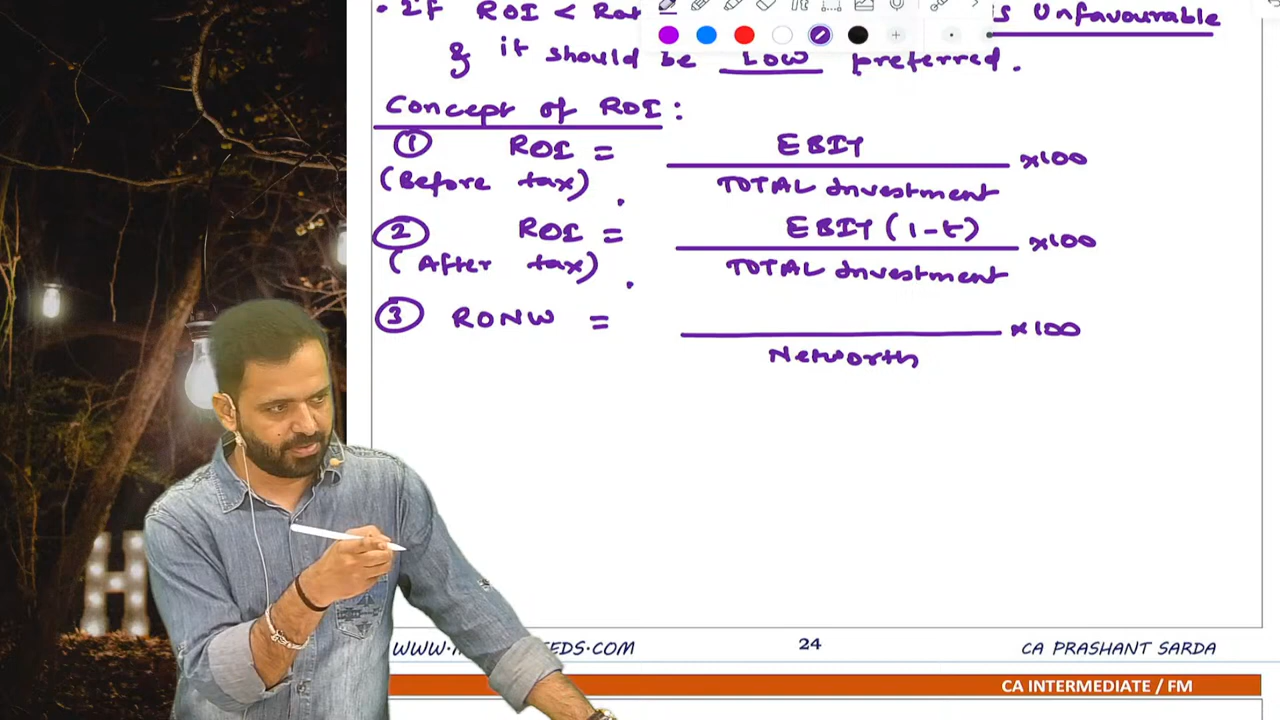 • If ROI < s Unfavourable
& it should be Low preferred.
Concept of ROI:
① ROI = EBIT ×100
(Before tax). TOTAL Investment
② ROI = EBIT (1-t) ×100
(After tax). TOTAL Investment
③ RONW = ×100
Networth
WWW. EDS.COM 24 CA PRASHANT SARDA
CA INTERMEDIATE / FM